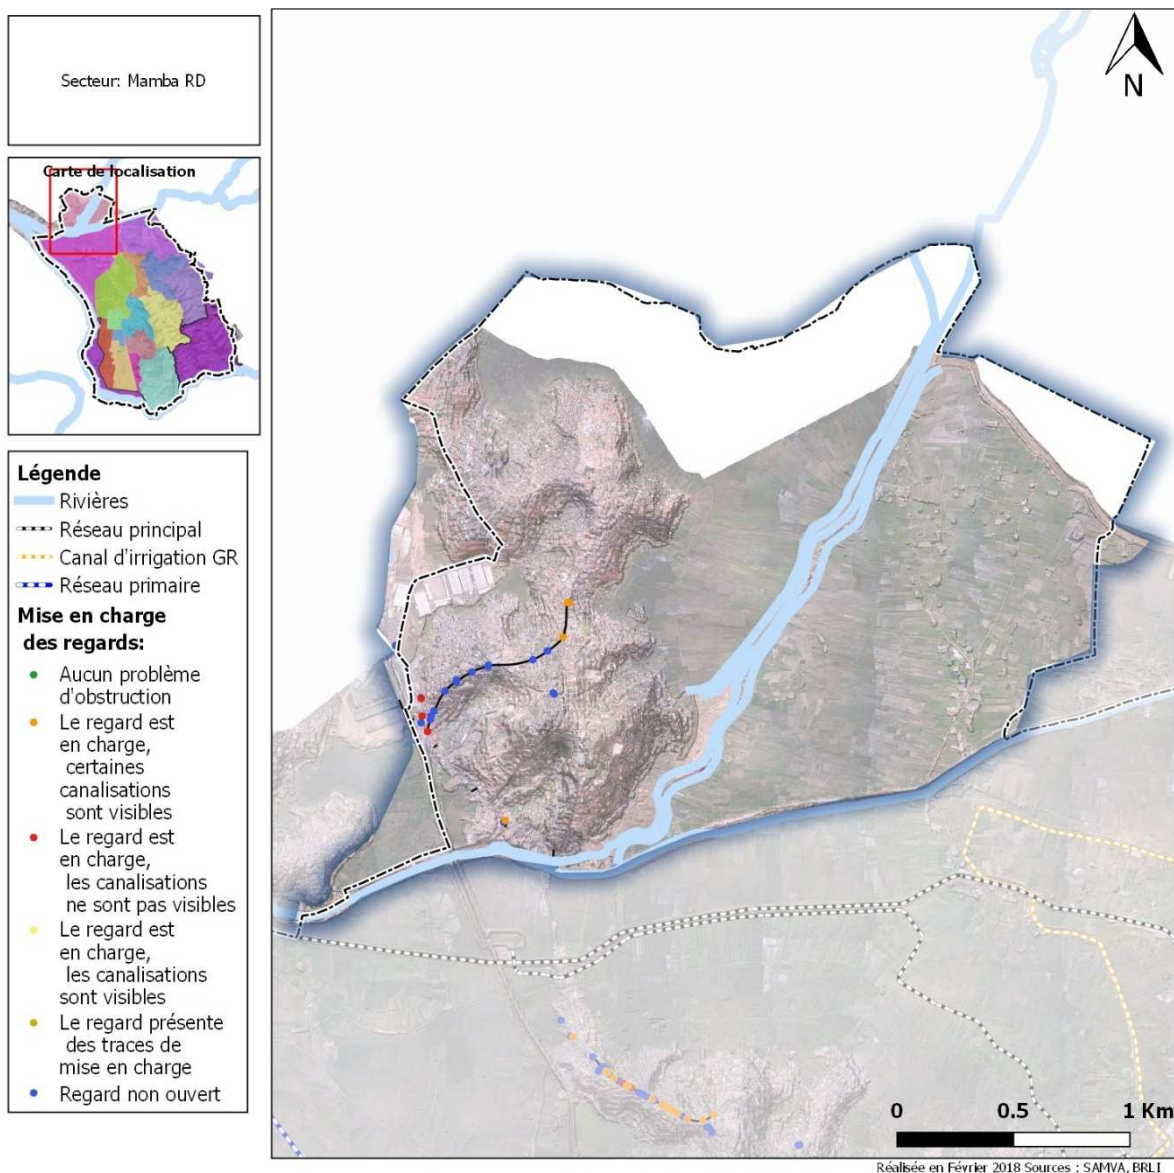 Secteur: Mamba RD
Carte de localisation
Légende
Rivières
Réseau principal
Canal d'irrigation GR
Réseau primaire
Mise en charge
des regards:
Aucun problème
d'obstruction
Le regard est
en charge,
certaines
canalisations
sont visibles
Le regard est
en charge,
les canalisations
ne sont pas visibles
Le regard est
en charge,
les canalisations
sont visibles
Le regard présente
des traces de
mise en charge
Regard non ouvert
N
0 0.5 1 Km
Réalisée en Février 2018 Sources : SAMVA, BRLI